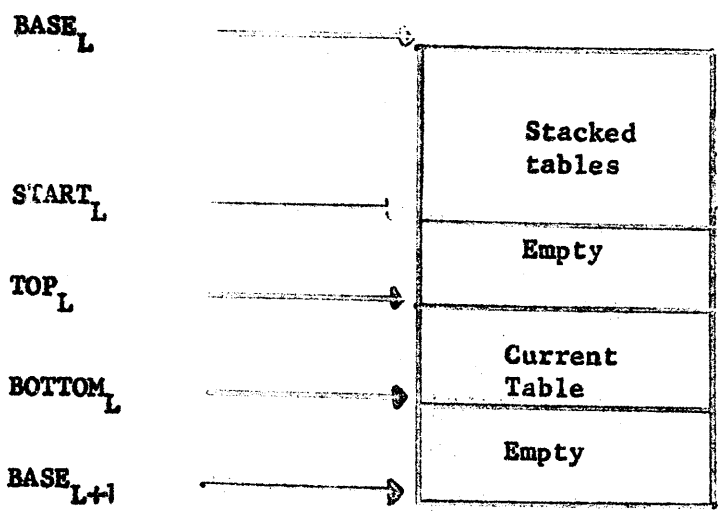 BASE_L
Stacked
tables
START_L
Empty
TOP_L
Current
Table
BOTTOM_L
Empty
BASE_L+1